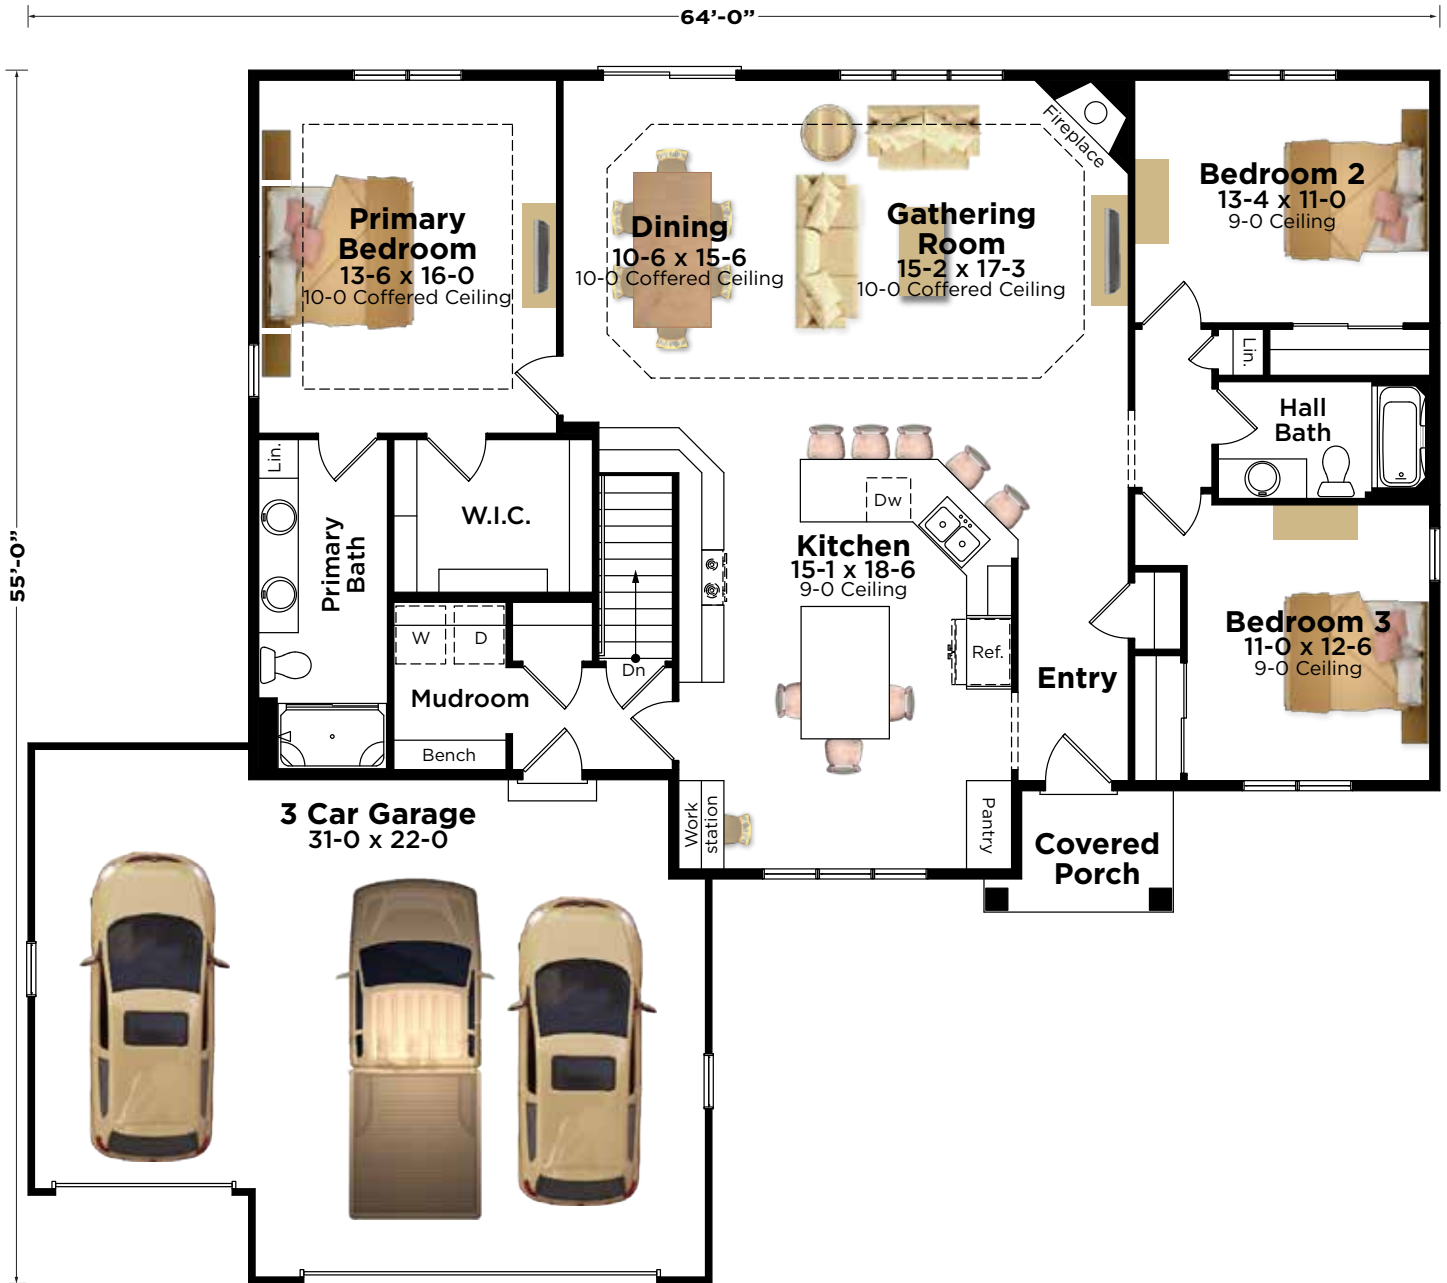 64'-0"
55'-0"
Primary
Bedroom
13-6 x 16-0
10-0 Coffered Ceiling
Dining
10-6 x 15-6
10-0 Coffered Ceiling
Gathering
Room
15-2 x 17-3
10-0 Coffered Ceiling
Fireplace
Bedroom 2
13-4 x 11-0
9-0 Ceiling
Lin.
Hall
Bath
Lin.
Primary
Bath
W.I.C.
Dw
Kitchen
15-1 x 18-6
9-0 Ceiling
Ref.
Entry
Bedroom 3
11-0 x 12-6
9-0 Ceiling
W
D
Dn
Mudroom
Bench
3 Car Garage
31-0 x 22-0
Work
station
Pantry
Covered
Porch